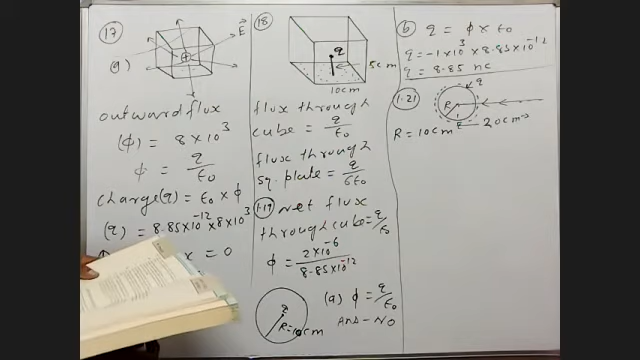 17
(a)
E
outward flux
(ϕ) = 8×10³
ϕ = q/ε0
charge(q) = ε0 × ϕ
(q) = 8.85×10⁻¹² × 8×10³
x = 0
18
q
5cm
10cm
flux through
cube = q/ε0
flux through
sq. plate = q/6ε0
1.19 net flux
through cube = q/ε0
ϕ = 2×10⁻⁶/8.85×10⁻¹²
q
R=10cm
(a) ϕ = q/ε0
Ans - NO
(b) q = ϕ × ε0
q = -1×10³ × 8.85×10⁻¹²
q = 8.85 nc
1.21
q
R
20cm
R = 10cm